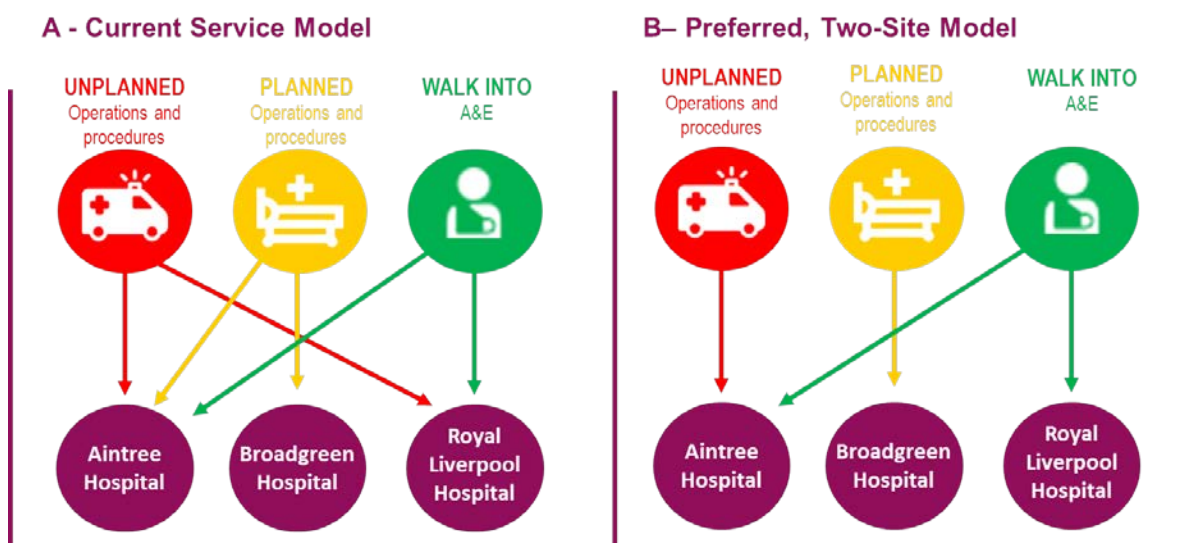 A - Current Service Model
UNPLANNED
Operations and
procedures
PLANNED
Operations and
procedures
WALK INTO
A&E
Aintree
Hospital
Broadgreen
Hospital
Royal
Liverpool
Hospital
B– Preferred, Two-Site Model
UNPLANNED
Operations and
procedures
PLANNED
Operations and
procedures
WALK INTO
A&E
Aintree
Hospital
Broadgreen
Hospital
Royal
Liverpool
Hospital